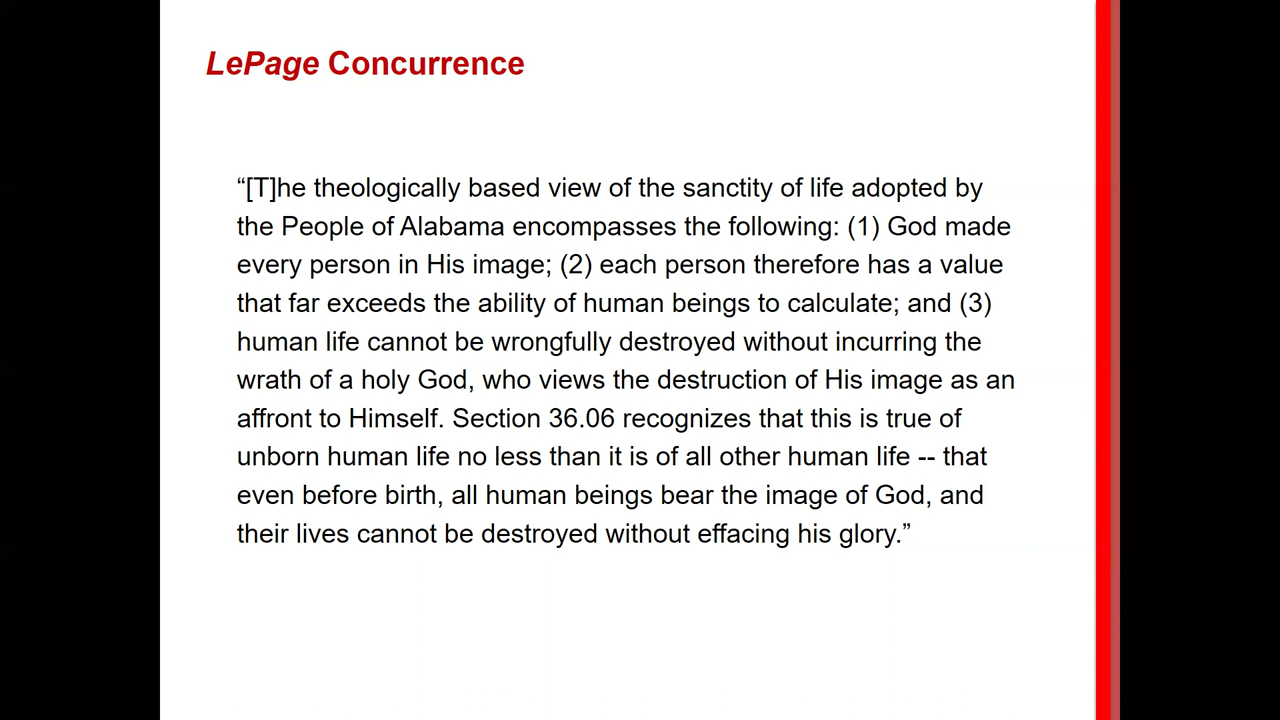 LePage Concurrence
“[T]he theologically based view of the sanctity of life adopted by
the People of Alabama encompasses the following: (1) God made
every person in His image; (2) each person therefore has a value
that far exceeds the ability of human beings to calculate; and (3)
human life cannot be wrongfully destroyed without incurring the
wrath of a holy God, who views the destruction of His image as an
affront to Himself. Section 36.06 recognizes that this is true of
unborn human life no less than it is of all other human life -- that
even before birth, all human beings bear the image of God, and
their lives cannot be destroyed without effacing his glory.”